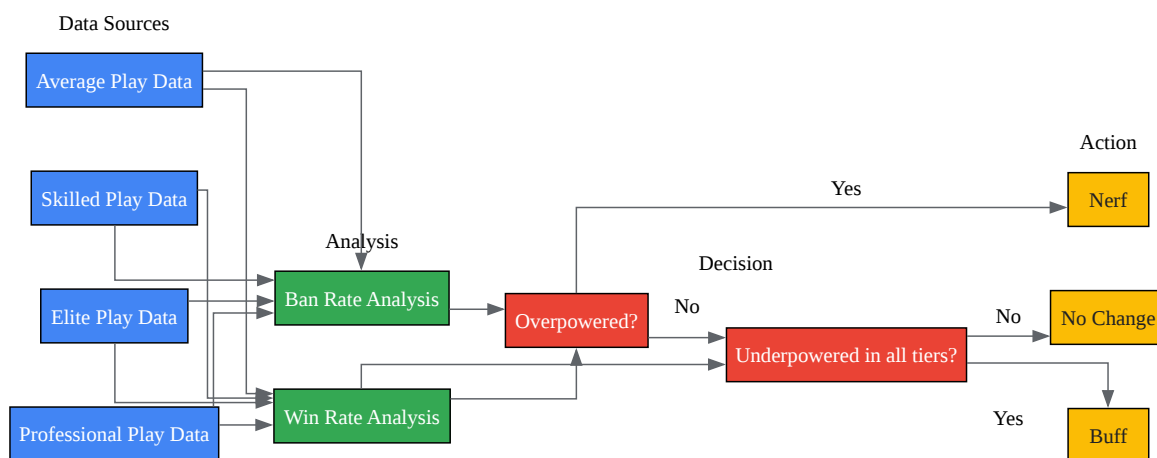 Data Sources
Average Play Data
Action
Skilled Play Data
Yes
Nerf
Analysis
Decision
Ban Rate Analysis
Elite Play Data
Overpowered?
No
No
No Change
Underpowered in all tiers?
Win Rate Analysis
Professional Play Data
Yes
Buff